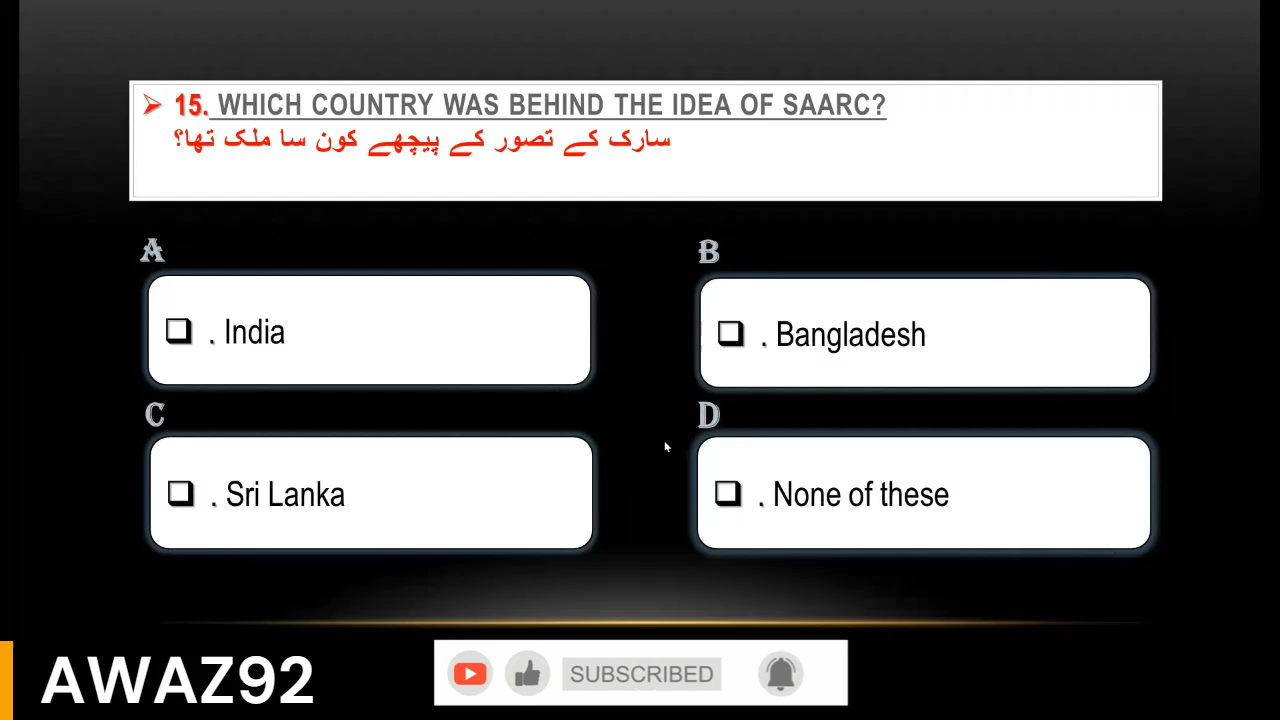 15. WHICH COUNTRY WAS BEHIND THE IDEA OF SAARC?
سارک کے تصور کے پیچھے کون سا ملک تھا؟
A
. India
B
. Bangladesh
C
. Sri Lanka
D
. None of these
AWAZ92
SUBSCRIBED